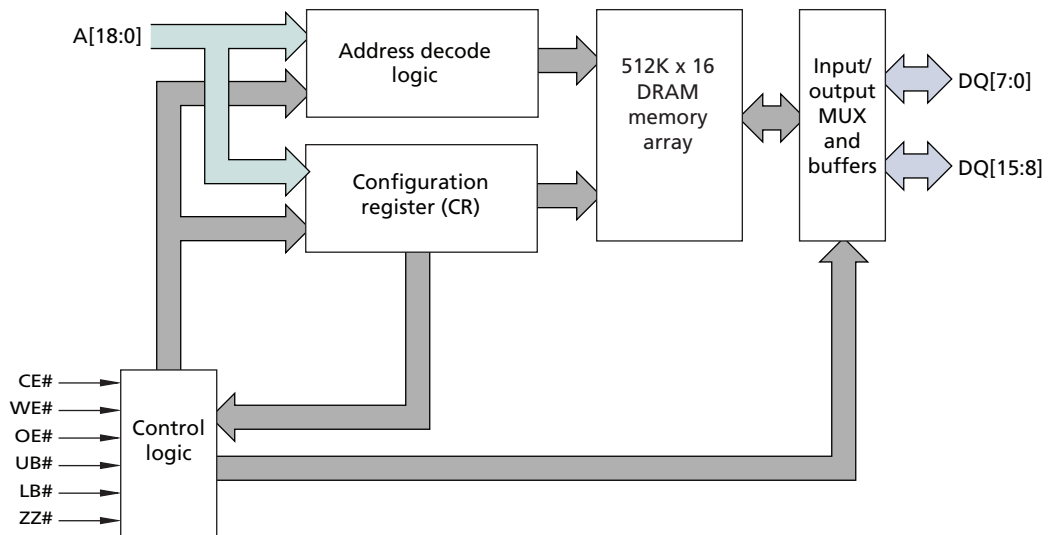 A[18:0]
Address decode
logic
512K x 16
DRAM
memory
array
Input/
output
MUX
and
buffers
DQ[7:0]
DQ[15:8]
Configuration
register (CR)
CE#
WE#
OE#
UB#
LB#
ZZ#
Control
logic